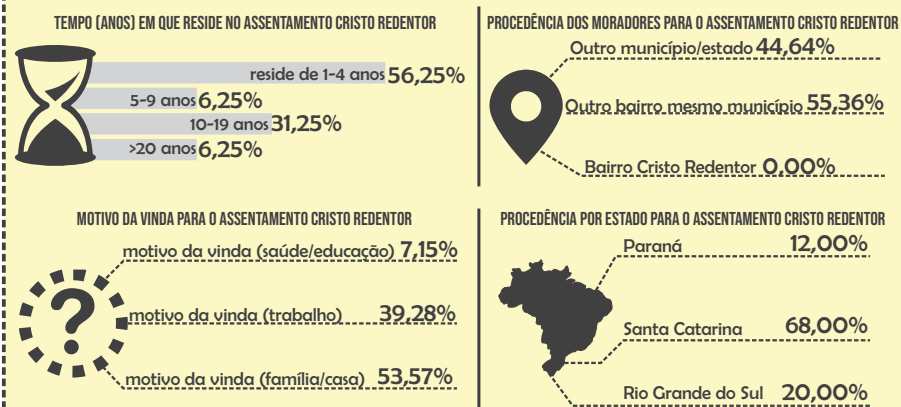 TEMPO (ANOS) EM QUE RESIDE NO ASSENTAMENTO CRISTO REDENTOR
reside de 1-4 anos 56,25%
5-9 anos 6,25%
10-19 anos 31,25%
>20 anos 6,25%
PROCEDÊNCIA DOS MORADORES PARA O ASSENTAMENTO CRISTO REDENTOR
Outro município/estado 44,64%
Outro bairro mesmo município 55,36%
Bairro Cristo Redentor 0,00%
MOTIVO DA VINDA PARA O ASSENTAMENTO CRISTO REDENTOR
motivo da vinda (saúde/educação) 7,15%
motivo da vinda (trabalho) 39,28%
motivo da vinda (família/casa) 53,57%
PROCEDÊNCIA POR ESTADO PARA O ASSENTAMENTO CRISTO REDENTOR
Paraná 12,00%
Santa Catarina 68,00%
Rio Grande do Sul 20,00%